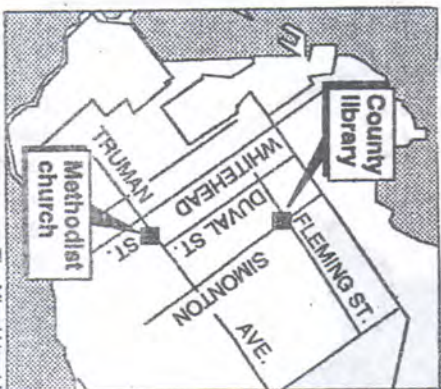 County
library
FLEMING ST.
WHITEHEAD
ST.
DUVAL ST.
SIMONTON
TRUMAN
AVE.
Methodist
church